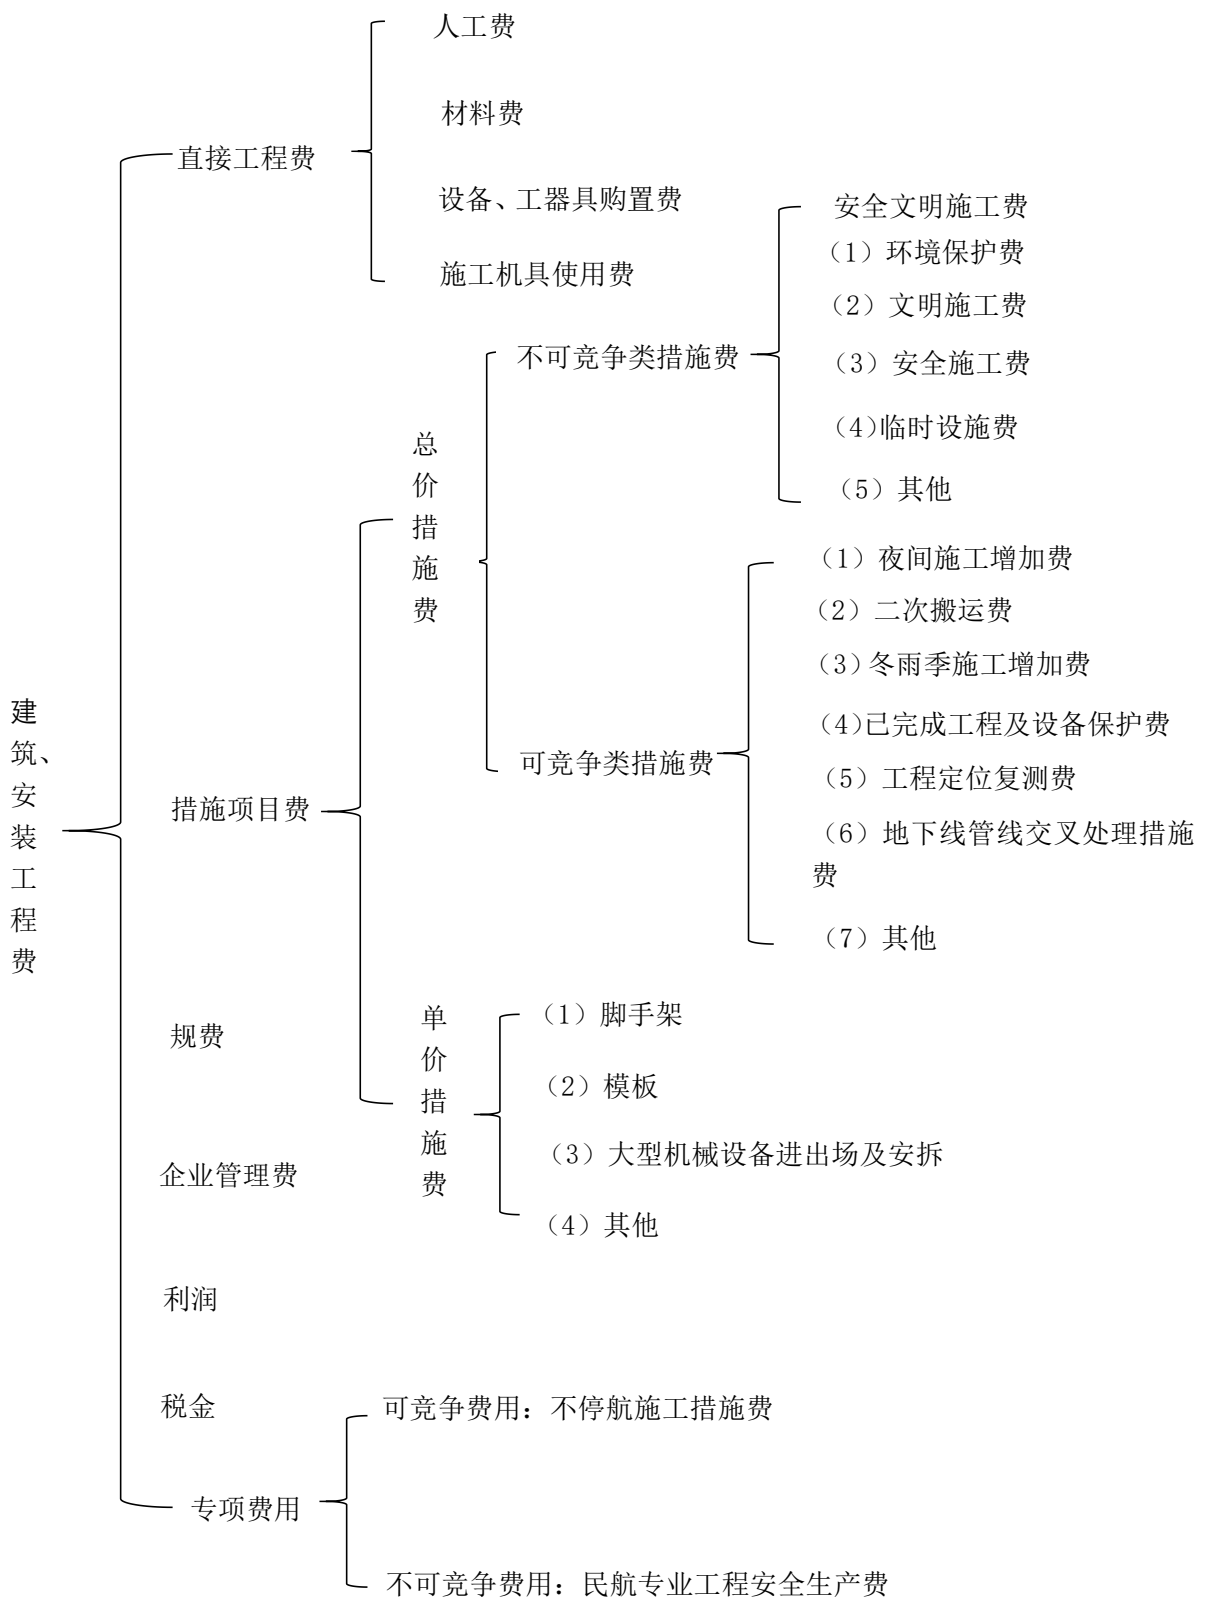 建筑、安装工程费
直接工程费
人工费
材料费
设备、工器具购置费
施工机具使用费
措施项目费
总价措施费
不可竞争类措施费
安全文明施工费
（1）环境保护费
（2）文明施工费
（3）安全施工费
（4)临时设施费
（5）其他
可竞争类措施费
（1）夜间施工增加费
（2）二次搬运费
（3)冬雨季施工增加费
（4)已完成工程及设备保护费
（5）工程定位复测费
（6）地下线管线交叉处理措施
费
（7）其他
单价措施费
（1）脚手架
（2）模板
（3）大型机械设备进出场及安拆
（4）其他
规费
企业管理费
利润
税金
专项费用
可竞争费用：不停航施工措施费
不可竞争费用：民航专业工程安全生产费